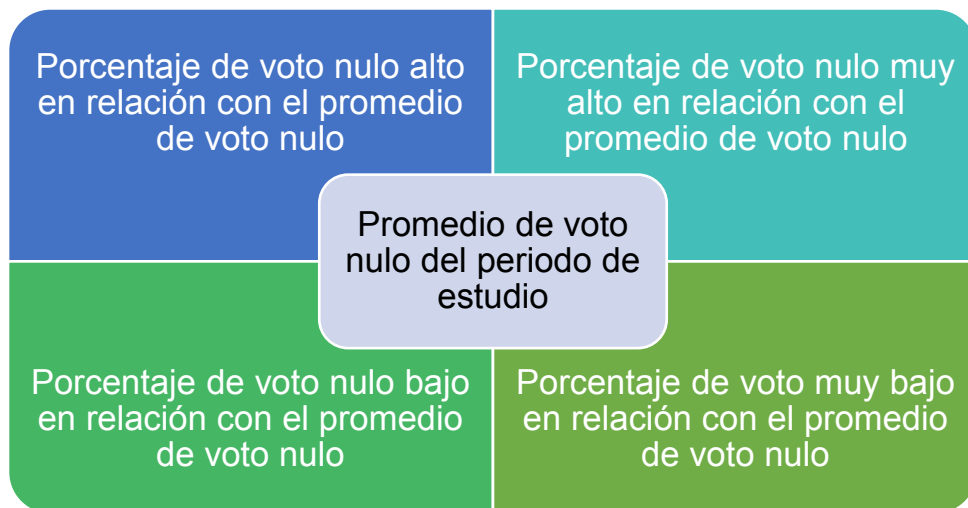 Porcentaje de voto nulo alto
en relación con el promedio
de voto nulo
Porcentaje de voto nulo muy
alto en relación con el
promedio de voto nulo
Promedio de voto
nulo del periodo de
estudio
Porcentaje de voto nulo bajo
en relación con el promedio
de voto nulo
Porcentaje de voto muy bajo
en relación con el promedio
de voto nulo